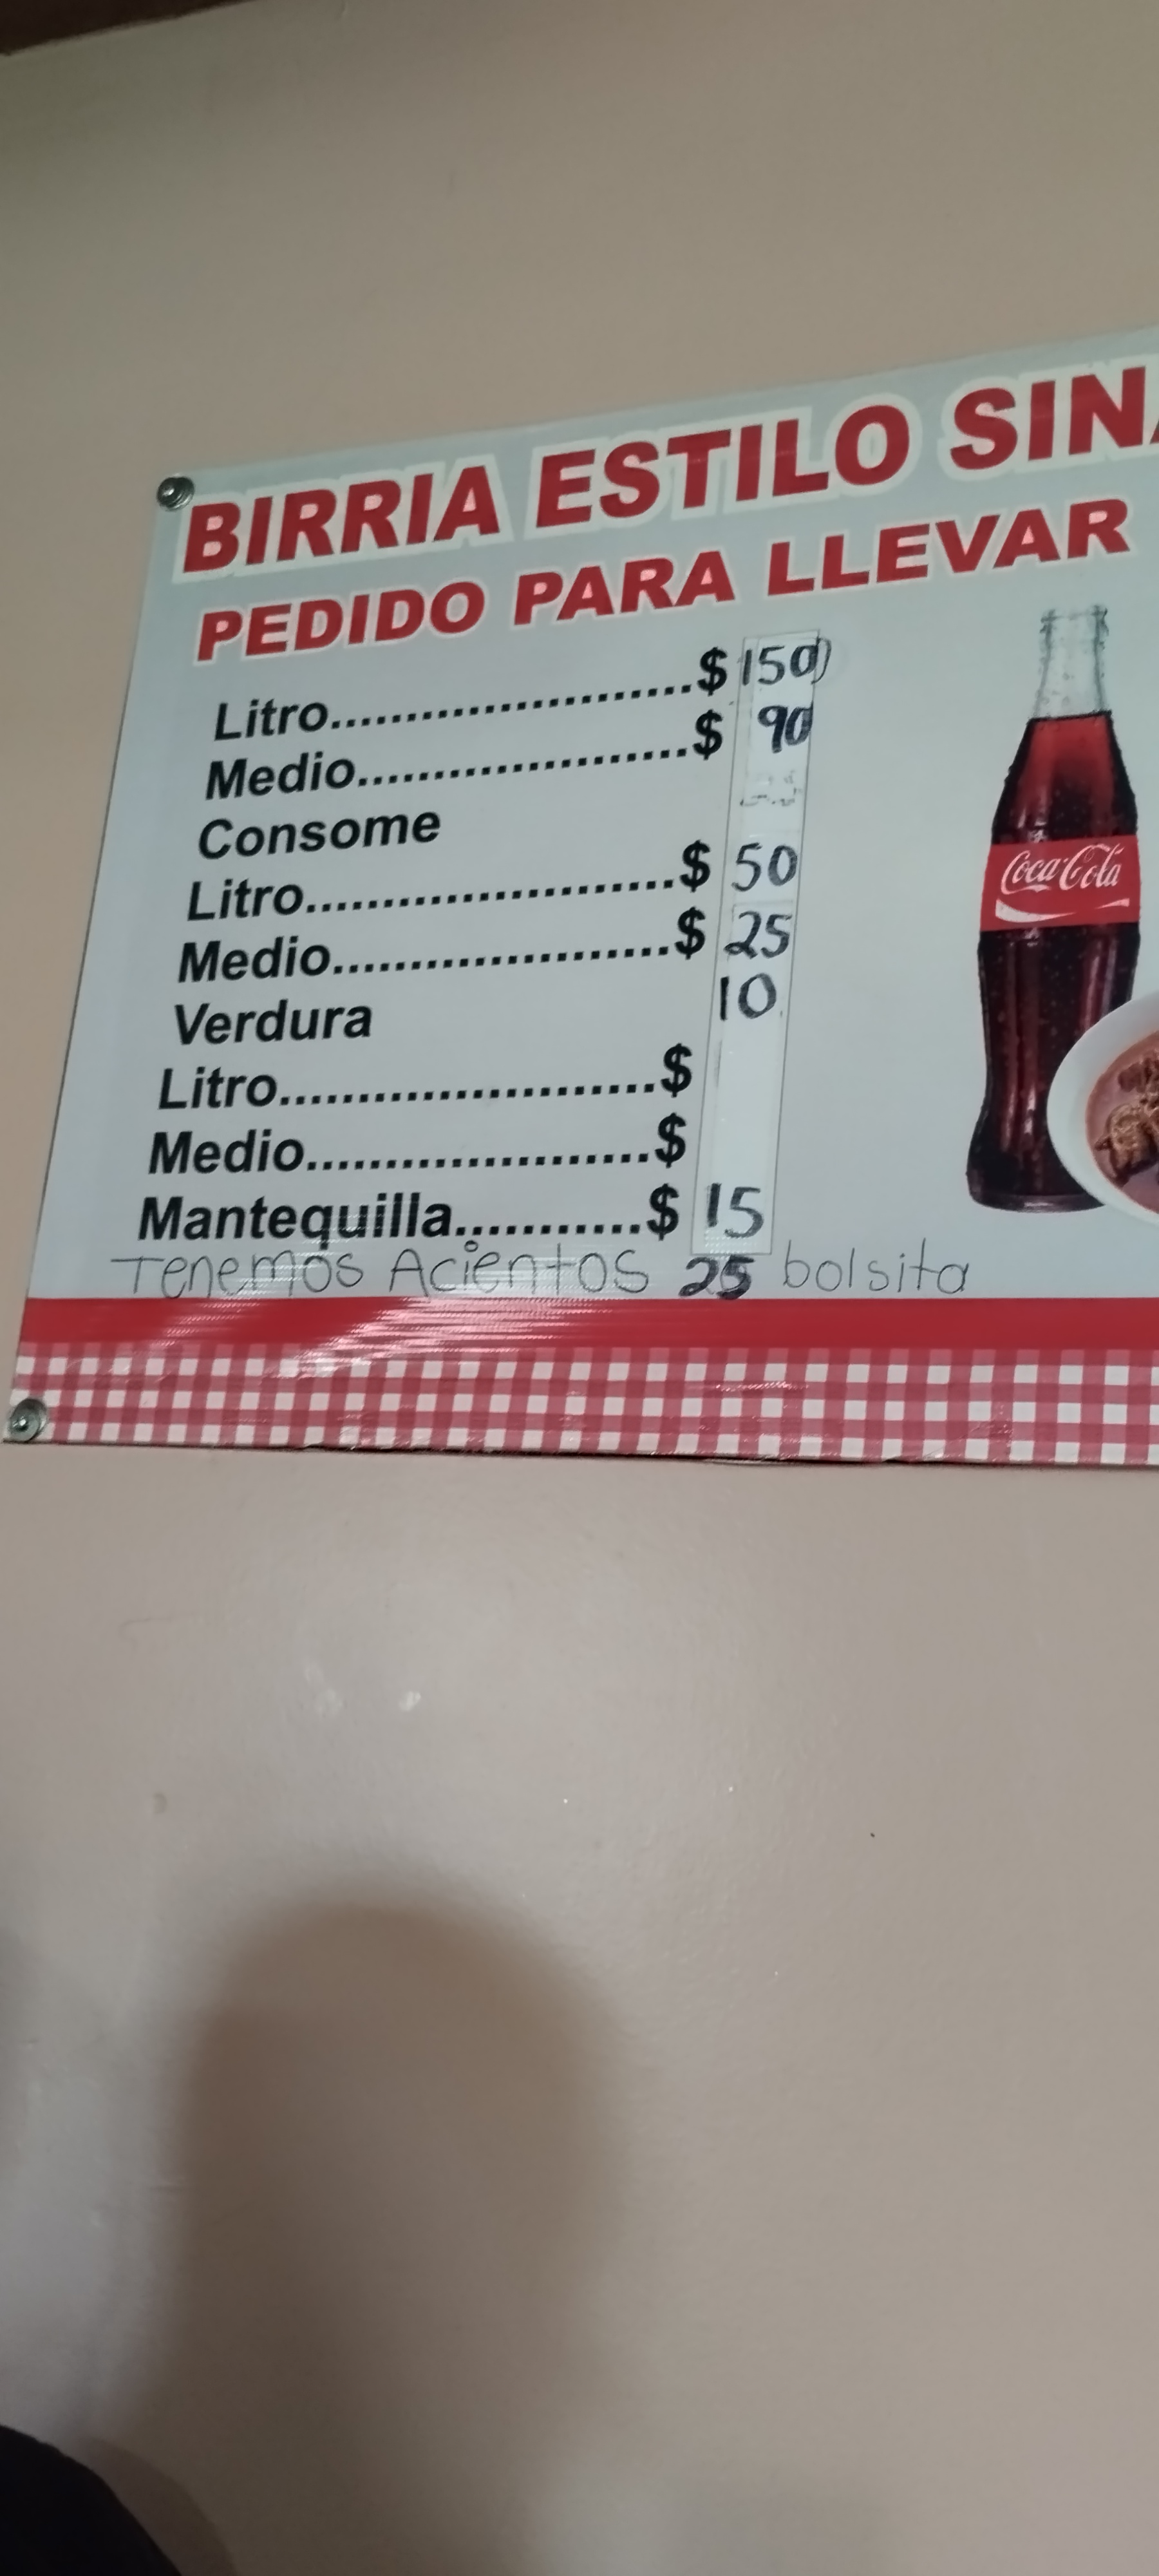 BIRRIA ESTILO SIN
PEDIDO PARA LLEVAR
Litro........................$ 150
Medio......................$ 90
Consome
Litro.........................$ 50
Medio.......................$ 25
Verdura 10
Litro.........................$
Medio.......................$
Mantequilla............$ 15
Tenemos Acientos 25 bolsita
Coca-Cola